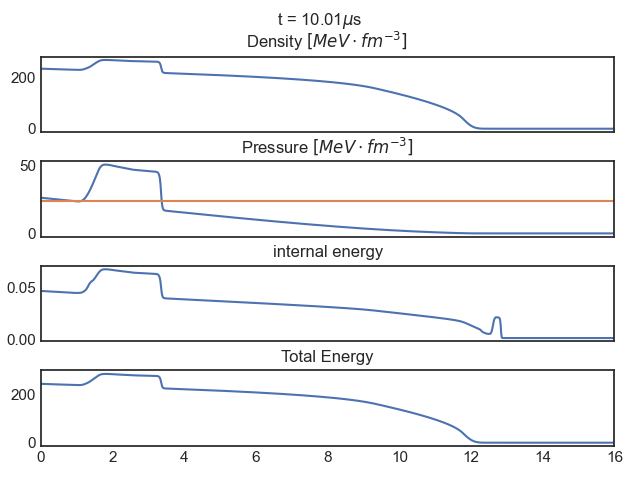 t = 10.01μs
Density [MeV · fm⁻³]
200
0
Pressure [MeV · fm⁻³]
50
0
internal energy
0.05
0.00
Total Energy
200
0
0 2 4 6 8 10 12 14 16